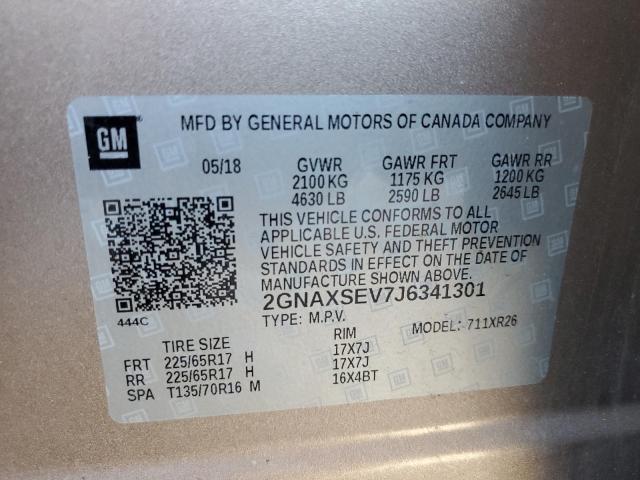 GM
MFD BY GENERAL MOTORS OF CANADA COMPANY
05/18 GVWR GAWR FRT GAWR RR
2100 KG 1175 KG 1200 KG
4630 LB 2590 LB 2645 LB
THIS VEHICLE CONFORMS TO ALL
APPLICABLE U.S. FEDERAL MOTOR
VEHICLE SAFETY AND THEFT PREVENTION
STANDARDS IN EFFECT ON THE DATE OF
MANUFACTURE SHOWN ABOVE.
2GNAXSEV7J6341301
444C
TYPE: M.P.V. MODEL: 711XR26
TIRE SIZE RIM
FRT 225/65R17 H 17X7J
RR 225/65R17 H 17X7J
SPA T135/70R16 M 16X4BT